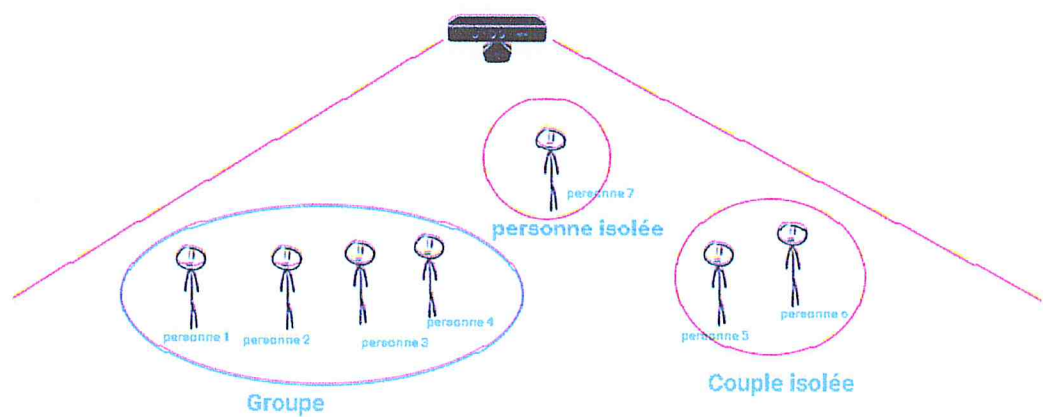 personne 7
personne isolée
personne 1
personne 2
personne 3
personne 4
personne 5
personne 6
Groupe
Couple isolée